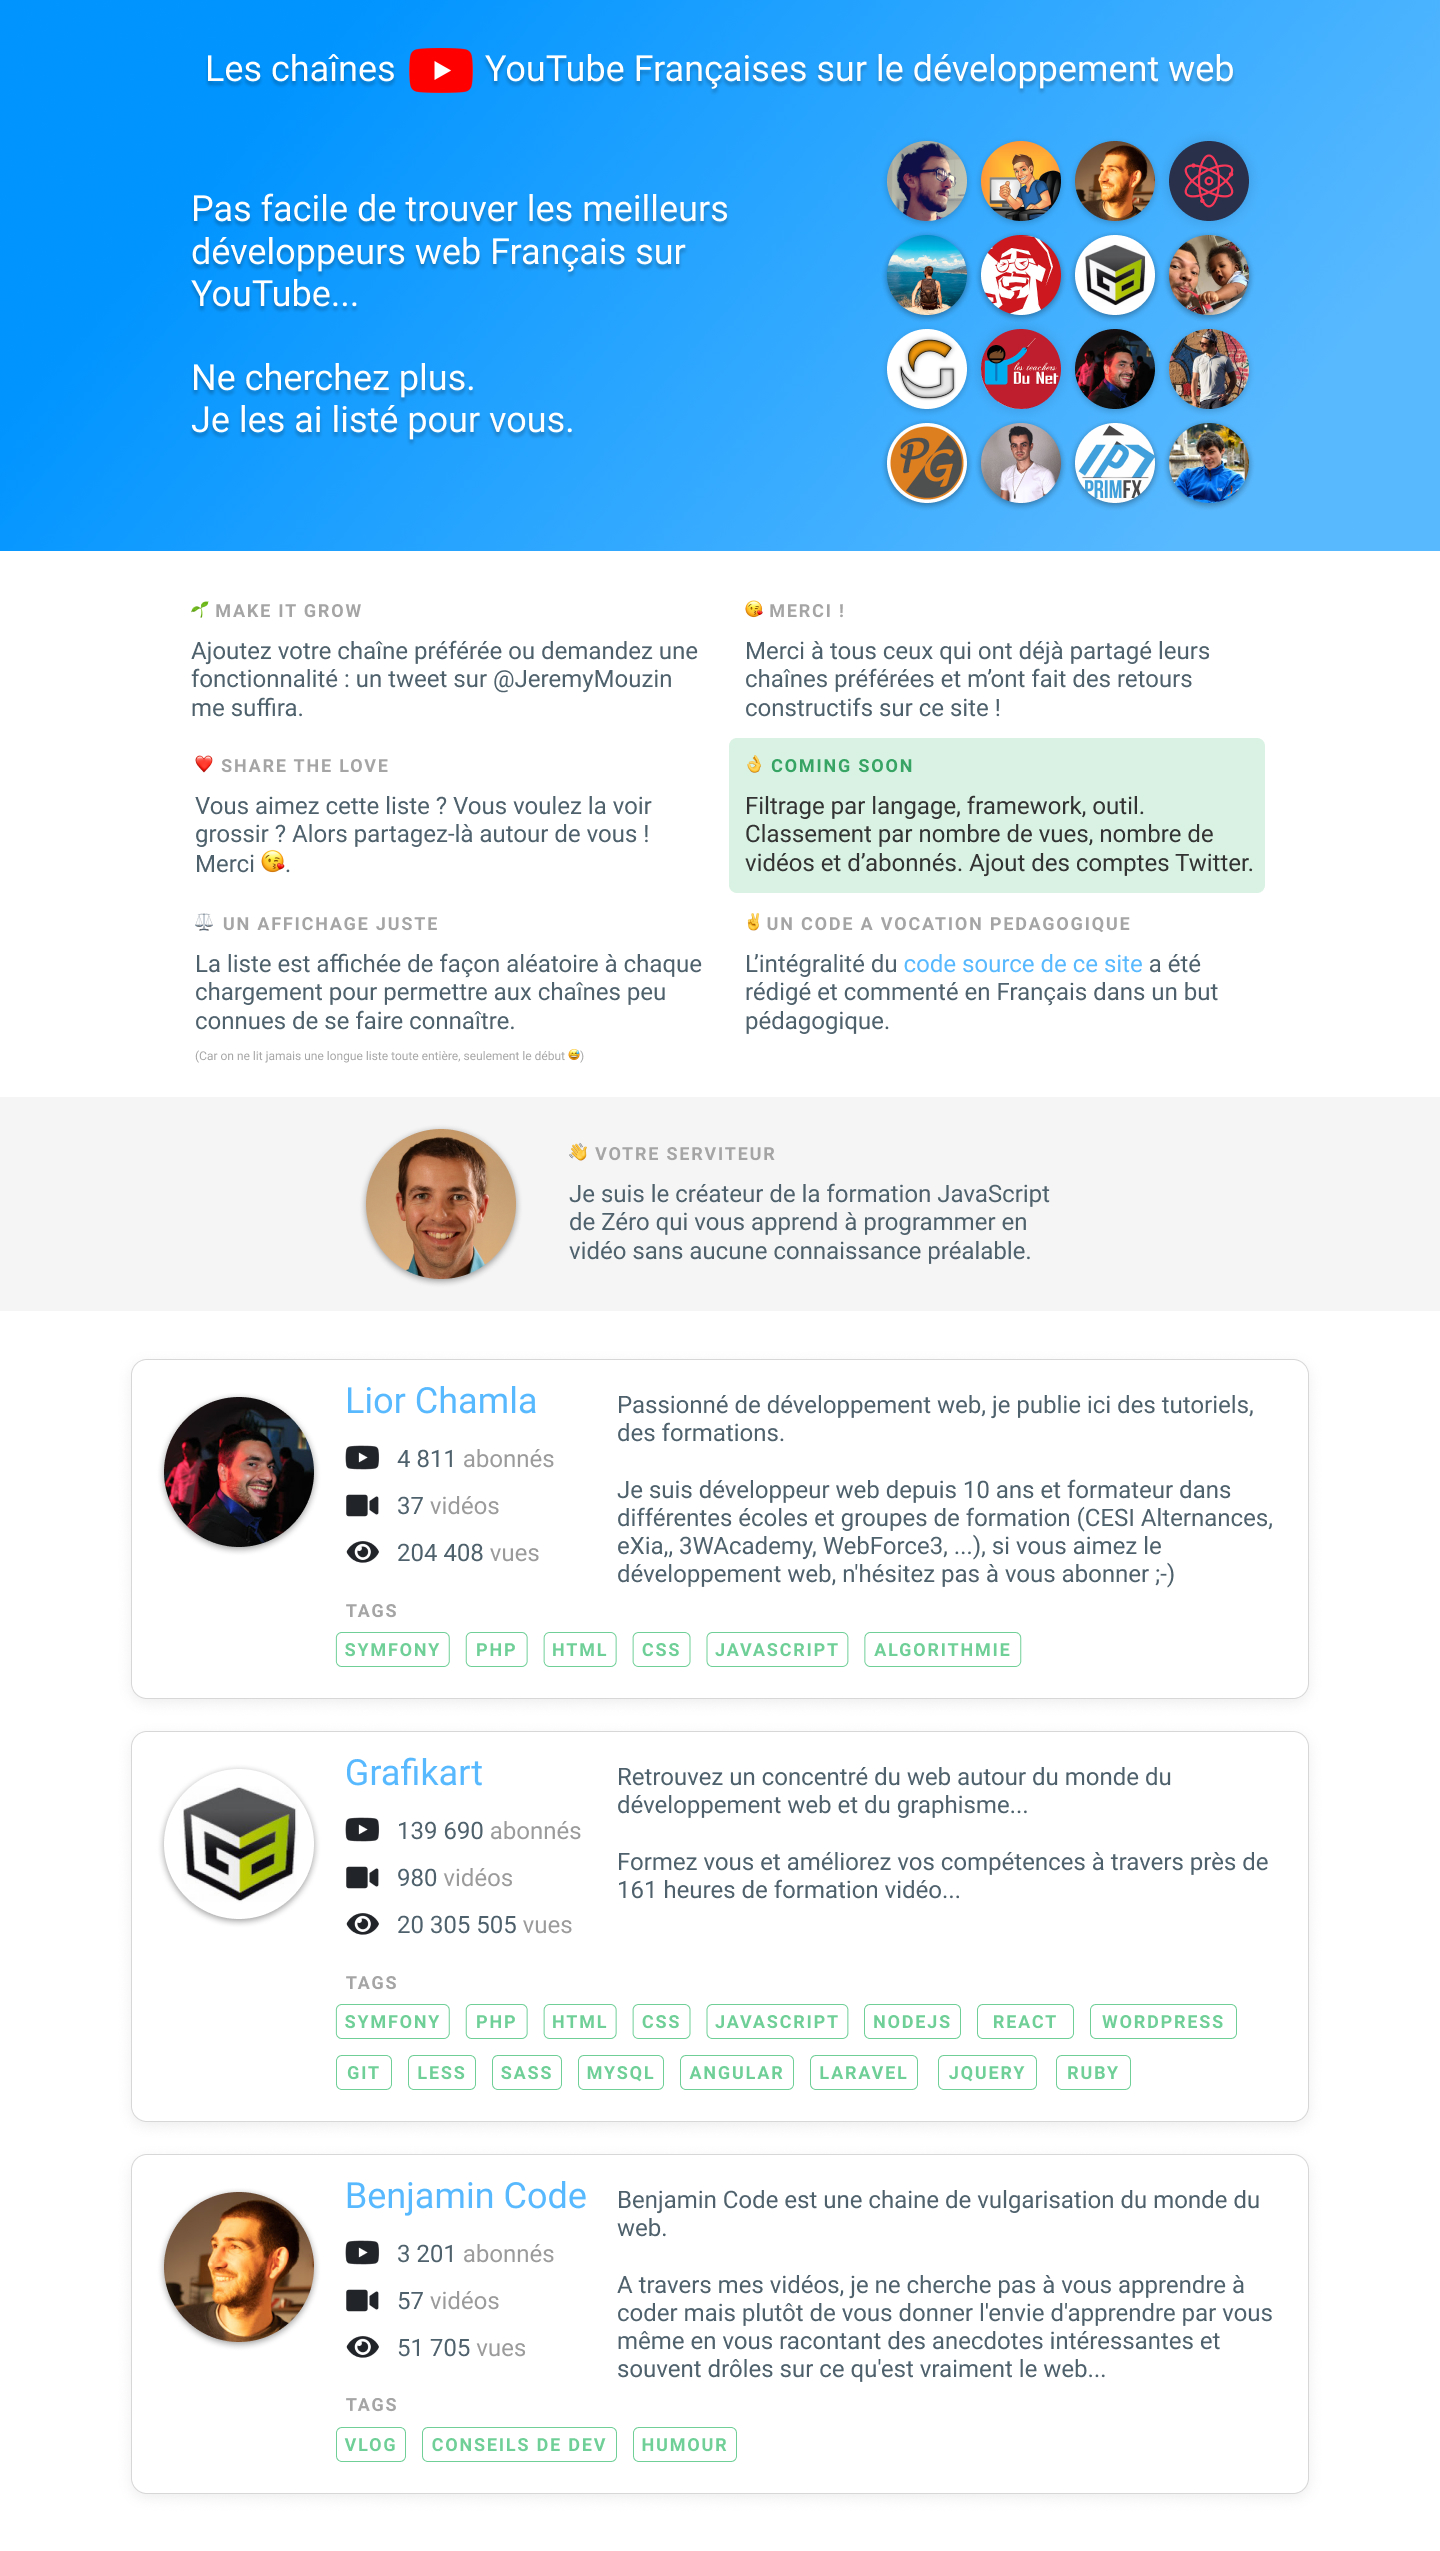 Les chaînes YouTube Françaises sur le développement web
Pas facile de trouver les meilleurs
développeurs web Français sur
YouTube...
Ne cherchez plus.
Je les ai listé pour vous.
les teachers
Du Net
PG
PRIMFX
🌱 MAKE IT GROW
Ajoutez votre chaîne préférée ou demandez une
fonctionnalité : un tweet sur @JeremyMouzin
me suffira.
😘 MERCI !
Merci à tous ceux qui ont déjà partagé leurs
chaînes préférées et m’ont fait des retours
constructifs sur ce site !
❤️ SHARE THE LOVE
Vous aimez cette liste ? Vous voulez la voir
grossir ? Alors partagez-là autour de vous !
Merci 😘.
👌 COMING SOON
Filtrage par langage, framework, outil.
Classement par nombre de vues, nombre de
vidéos et d’abonnés. Ajout des comptes Twitter.
⚖️ UN AFFICHAGE JUSTE
La liste est affichée de façon aléatoire à chaque
chargement pour permettre aux chaînes peu
connues de se faire connaître.
(Car on ne lit jamais une longue liste toute entière, seulement le début 😅)
✌️ UN CODE A VOCATION PEDAGOGIQUE
L’intégralité du code source de ce site a été
rédigé et commenté en Français dans un but
pédagogique.
👋 VOTRE SERVITEUR
Je suis le créateur de la formation JavaScript
de Zéro qui vous apprend à programmer en
vidéo sans aucune connaissance préalable.
Lior Chamla
4 811 abonnés
37 vidéos
204 408 vues
Passionné de développement web, je publie ici des tutoriels,
des formations.
Je suis développeur web depuis 10 ans et formateur dans
différentes écoles et groupes de formation (CESI Alternances,
eXia,, 3WAcademy, WebForce3, ...), si vous aimez le
développement web, n'hésitez pas à vous abonner ;-)
TAGS
SYMFONY PHP HTML CSS JAVASCRIPT ALGORITHMIE
Grafikart
139 690 abonnés
980 vidéos
20 305 505 vues
Retrouvez un concentré du web autour du monde du
développement web et du graphisme...
Formez vous et améliorez vos compétences à travers près de
161 heures de formation vidéo...
TAGS
SYMFONY PHP HTML CSS JAVASCRIPT NODEJS REACT WORDPRESS
GIT LESS SASS MYSQL ANGULAR LARAVEL JQUERY RUBY
Benjamin Code
3 201 abonnés
57 vidéos
51 705 vues
Benjamin Code est une chaine de vulgarisation du monde du
web.
A travers mes vidéos, je ne cherche pas à vous apprendre à
coder mais plutôt de vous donner l'envie d'apprendre par vous
même en vous racontant des anecdotes intéressantes et
souvent drôles sur ce qu'est vraiment le web...
TAGS
VLOG CONSEILS DE DEV HUMOUR